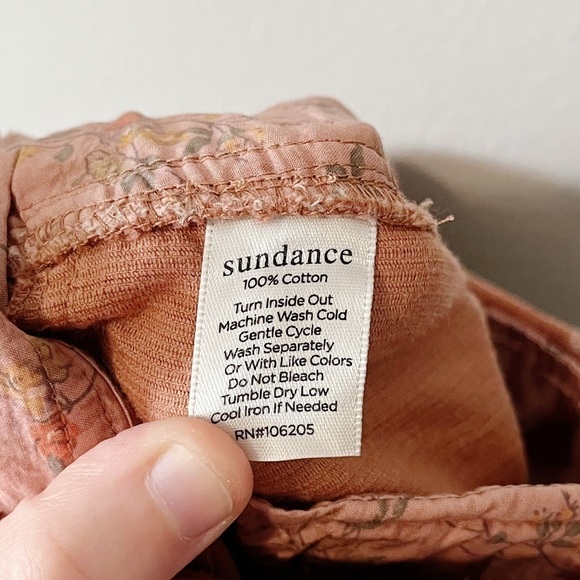 sundance
100% Cotton
Turn Inside Out
Machine Wash Cold
Gentle Cycle
Wash Separately
Or With Like Colors
Do Not Bleach
Tumble Dry Low
Cool Iron If Needed
RN#106205